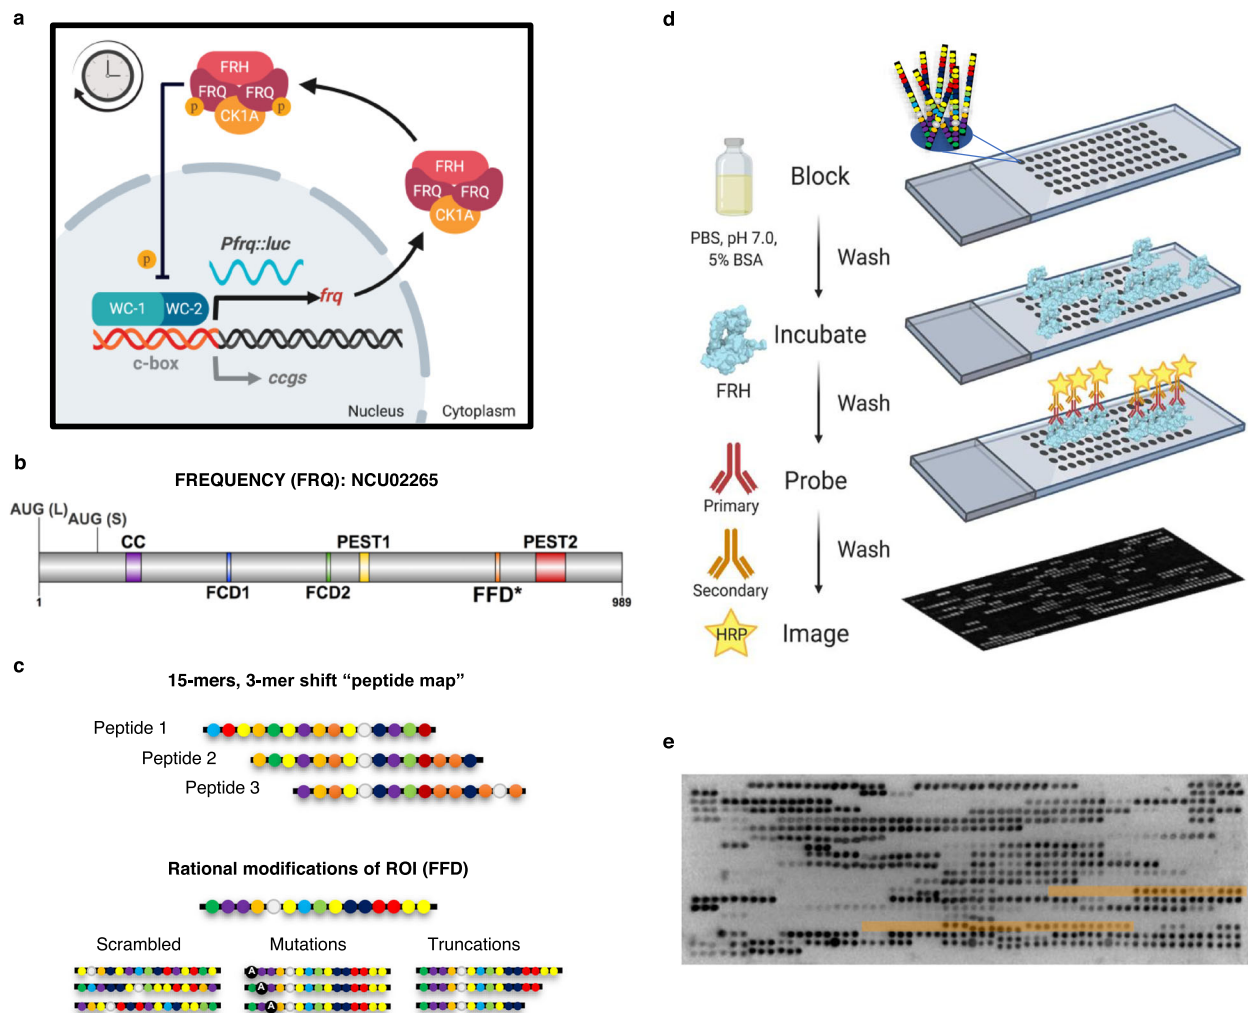 a
FRH
FRQ
FRQ
p
CK1A
p
FRH
FRQ
FRQ
CK1A
p
Pfrq::luc
WC-1
WC-2
frq
c-box
ccgs
Nucleus
Cytoplasm
b
FREQUENCY (FRQ): NCU02265
AUG (L)
AUG (S)
CC
PEST1
PEST2
FCD1
FCD2
FFD*
1
989
c
15-mers, 3-mer shift “peptide map”
Peptide 1
Peptide 2
Peptide 3
Rational modifications of ROI (FFD)
Scrambled
Mutations
Truncations
A
A
A
d
Block
PBS, pH 7.0,
5% BSA
Wash
Incubate
FRH
Wash
Probe
Primary
Wash
Secondary
HRP
Image
e